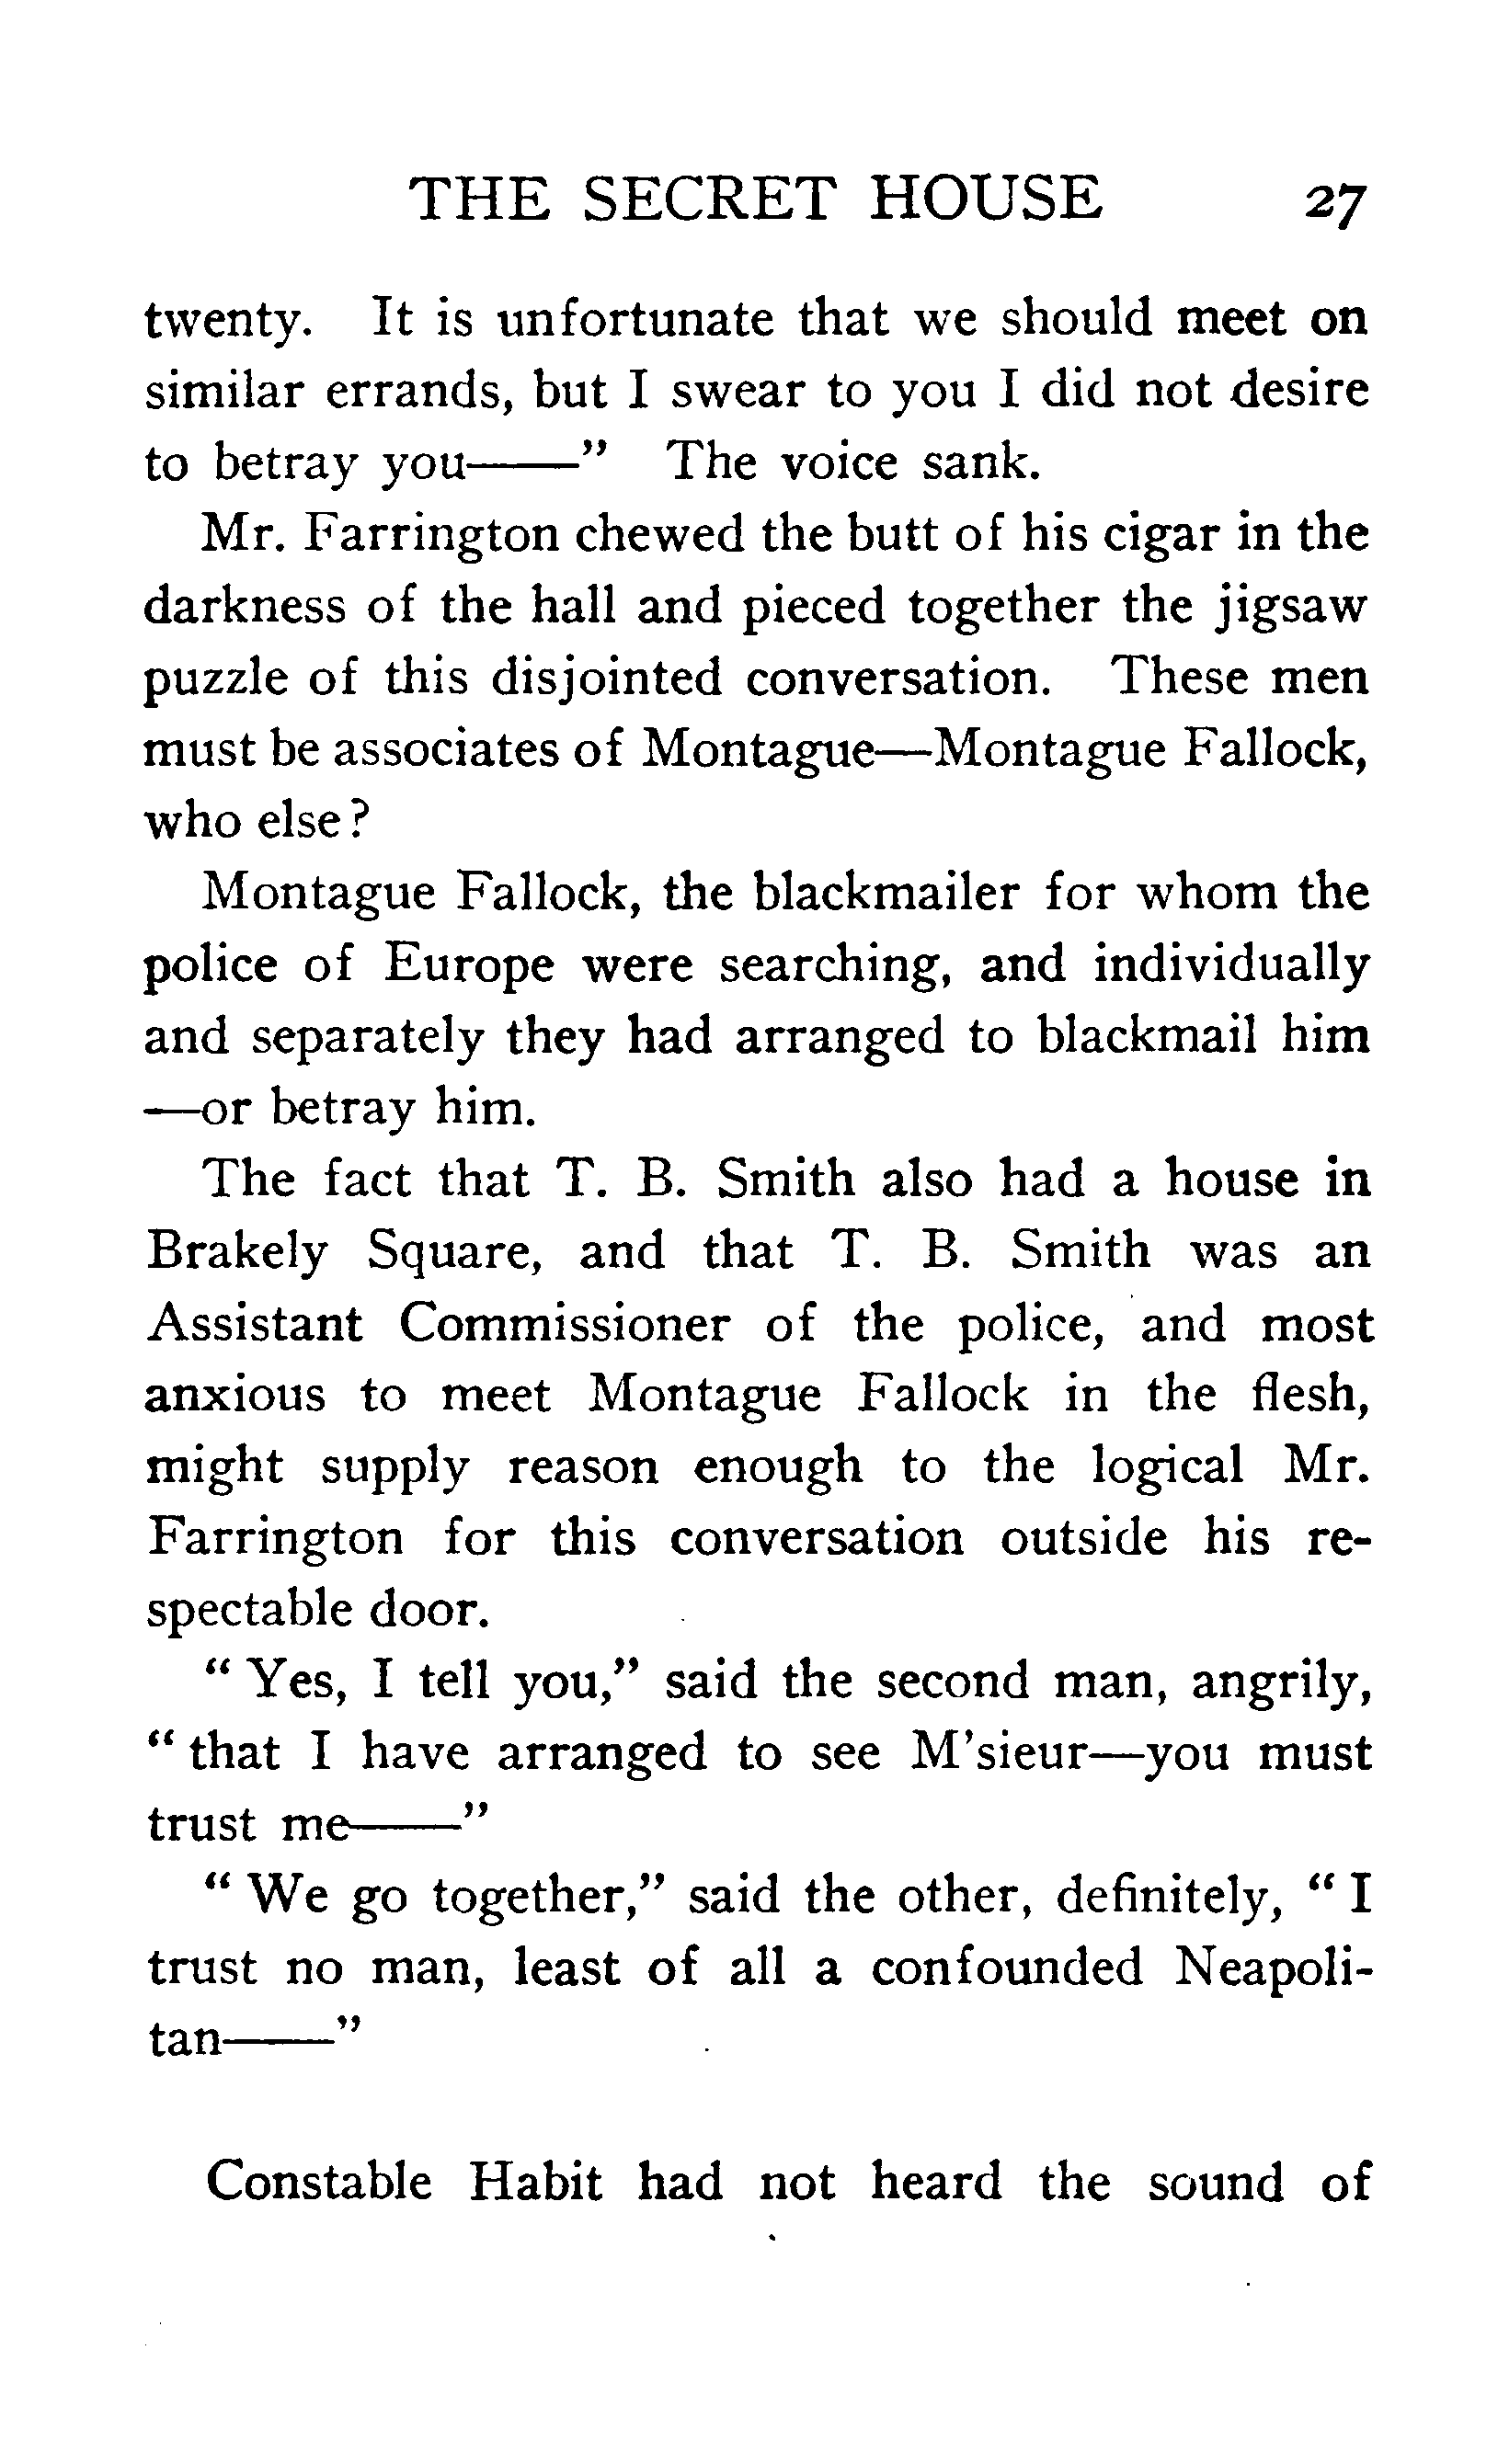 THE SECRET HOUSE 27
twenty. It is unfortunate that we should meet on
similar errands, but I swear to you I did not desire
to betray you——” The voice sank.
Mr. Farrington chewed the butt of his cigar in the
darkness of the hall and pieced together the jigsaw
puzzle of this disjointed conversation. These men
must be associates of Montague—Montague Fallock,
who else?
Montague Fallock, the blackmailer for whom the
police of Europe were searching, and individually
and separately they had arranged to blackmail him
—or betray him.
The fact that T. B. Smith also had a house in
Brakely Square, and that T. B. Smith was an
Assistant Commissioner of the police, and most
anxious to meet Montague Fallock in the flesh,
might supply reason enough to the logical Mr.
Farrington for this conversation outside his re-
spectable door.
“Yes, I tell you,” said the second man, angrily,
“that I have arranged to see M’sieur—you must
trust me——”
“We go together,” said the other, definitely, “I
trust no man, least of all a confounded Neapoli-
tan——”
Constable Habit had not heard the sound of